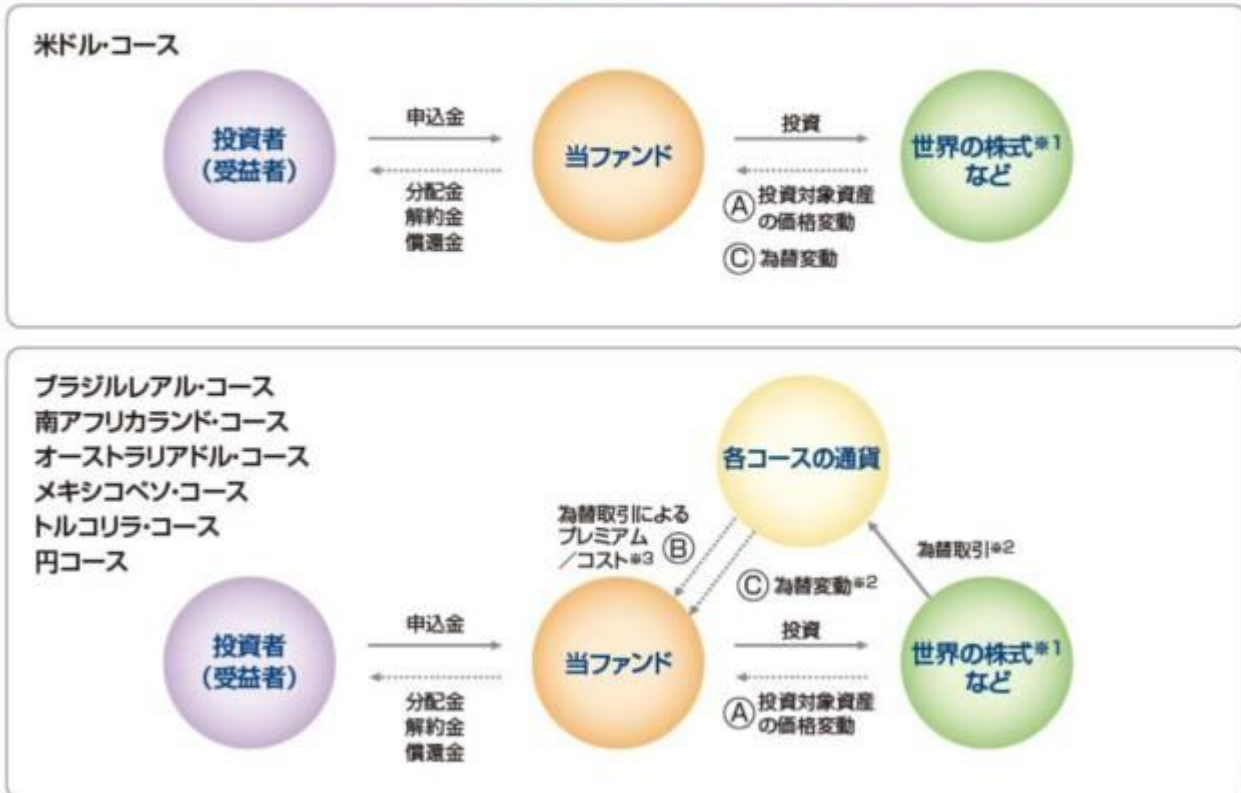 米ドル・コース
投資者
（受益者）
申込金
分配金
解約金
償還金
当ファンド
投資
Ⓐ 投資対象資産
の価格変動
Ⓒ 為替変動
世界の株式※1
など
ブラジルレアル・コース
南アフリカランド・コース
オーストラリアドル・コース
メキシコペソ・コース
トルコリラ・コース
円コース
各コースの通貨
為替取引による
プレミアム
／コスト※3 Ⓑ
Ⓒ 為替変動※2
為替取引※2
投資者
（受益者）
申込金
分配金
解約金
償還金
当ファンド
投資
Ⓐ 投資対象資産
の価格変動
世界の株式※1
など